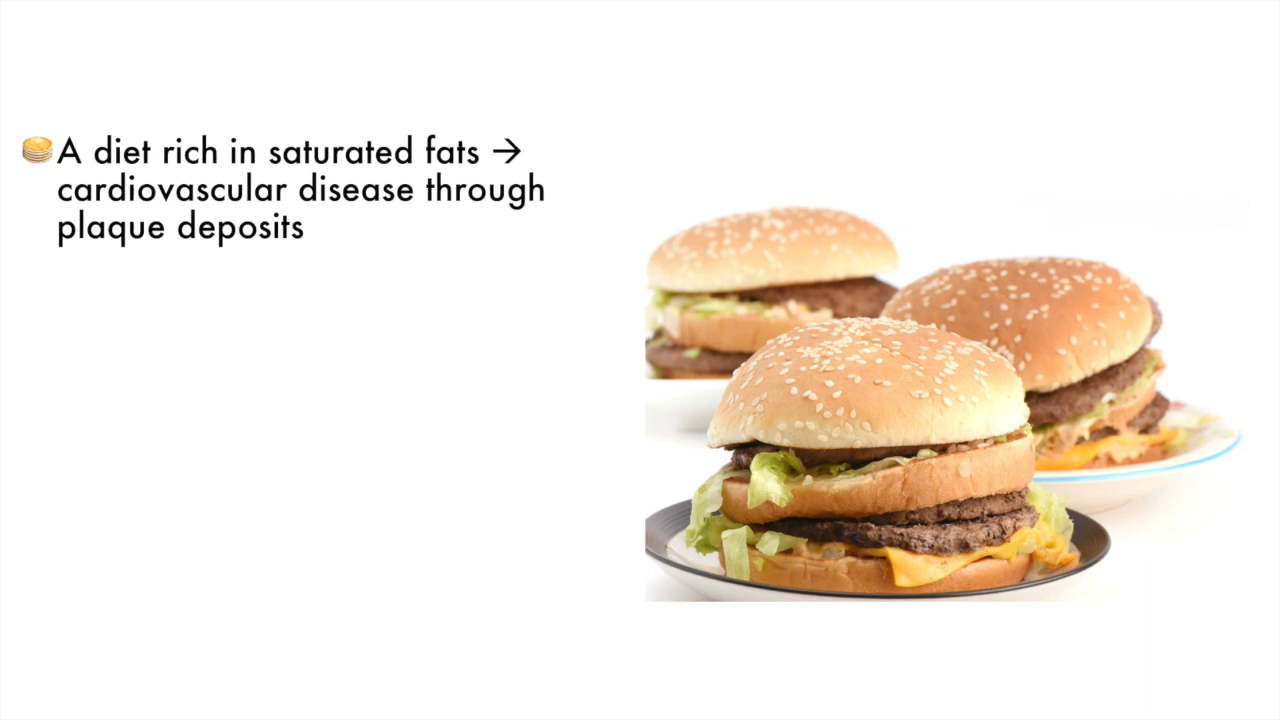 A diet rich in saturated fats →
cardiovascular disease through
plaque deposits